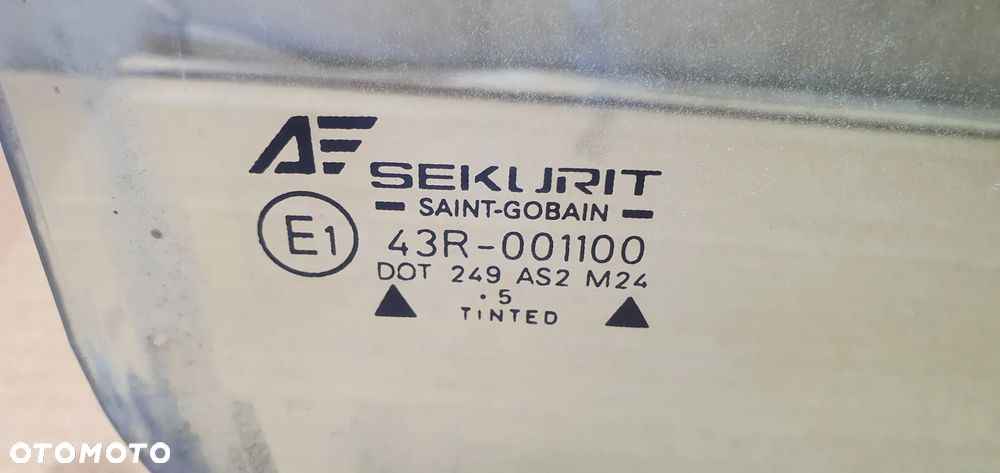 AF
SEKURIT
SAINT-GOBAIN
E1
43R-001100
DOT 249 AS2 M24
.5
TINTED
OTOMOTO